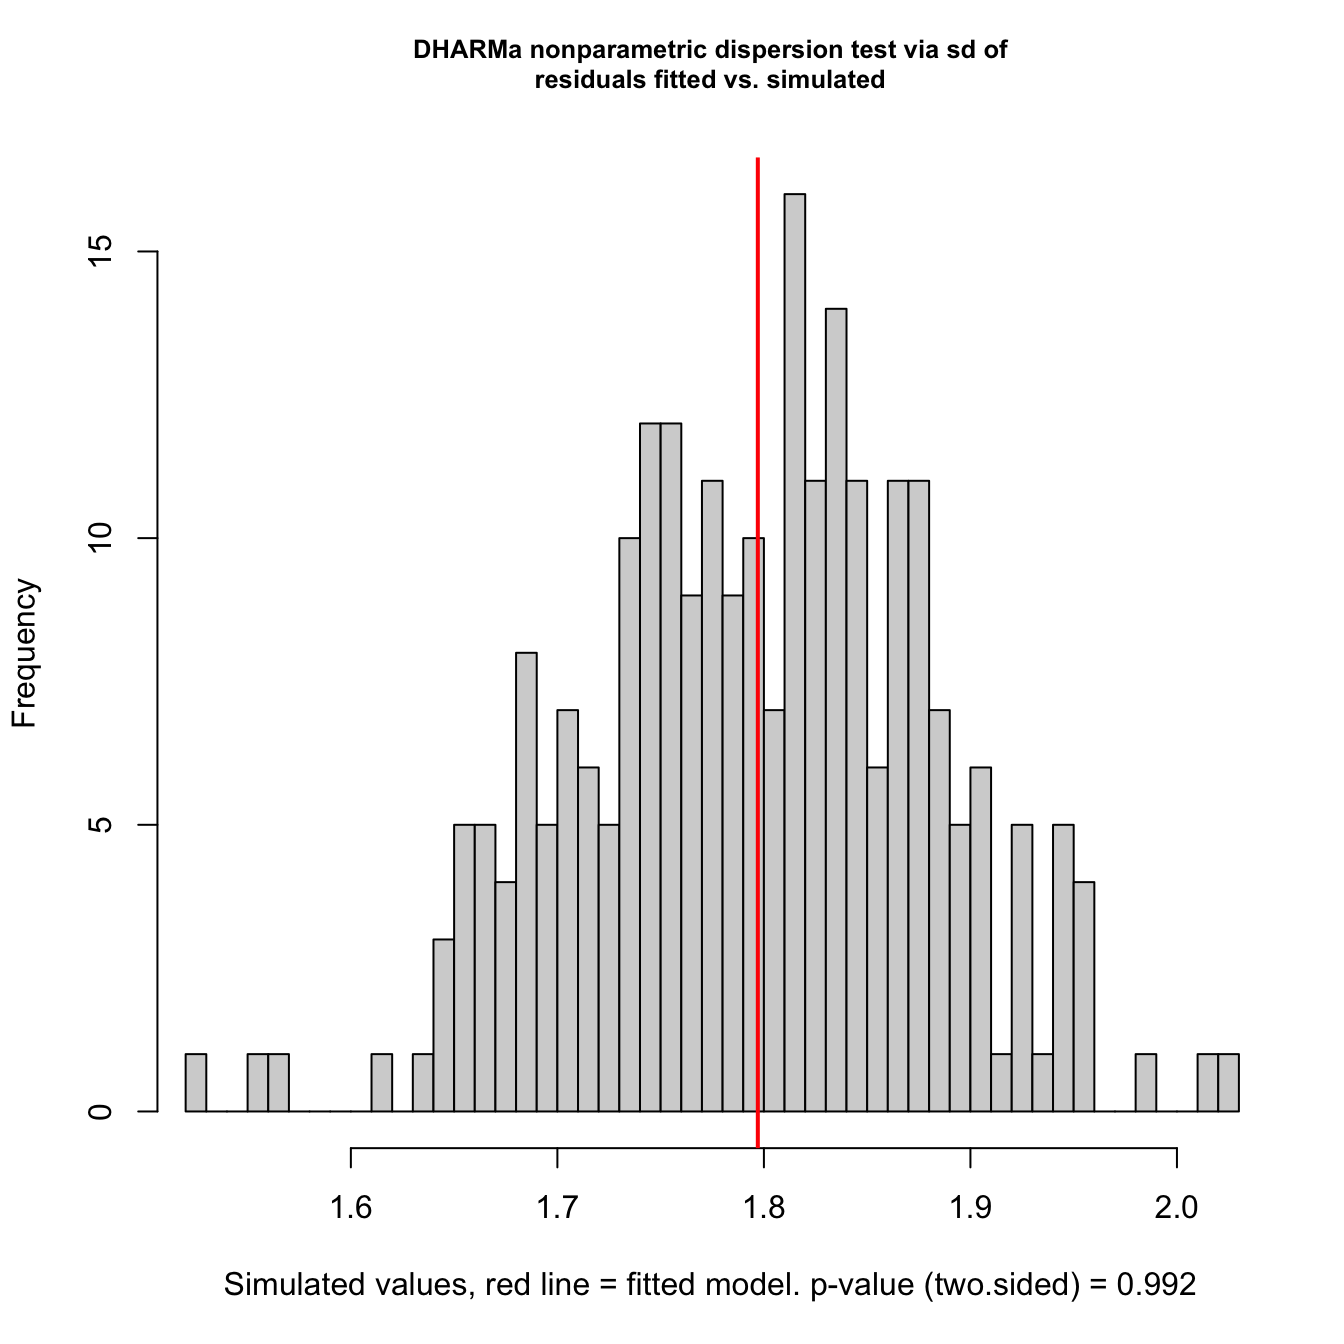 DHARMa nonparametric dispersion test via sd of
residuals fitted vs. simulated
Frequency
15
10
5
0
1.6 1.7 1.8 1.9 2.0
Simulated values, red line = fitted model. p-value (two.sided) = 0.992